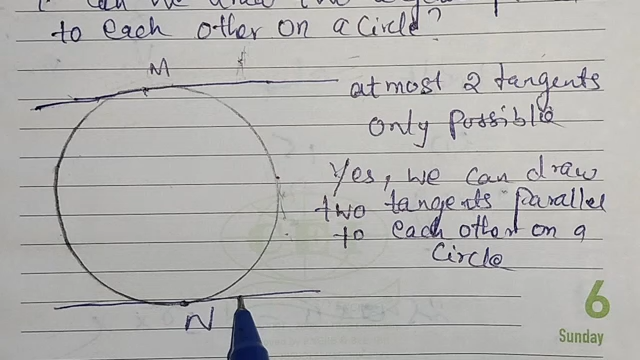 to each other on a Circle?
M
atmost 2 tangents
only possible
Yes, we can draw
two tangents parallel
to each other on a
Circle
N
6
Sunday